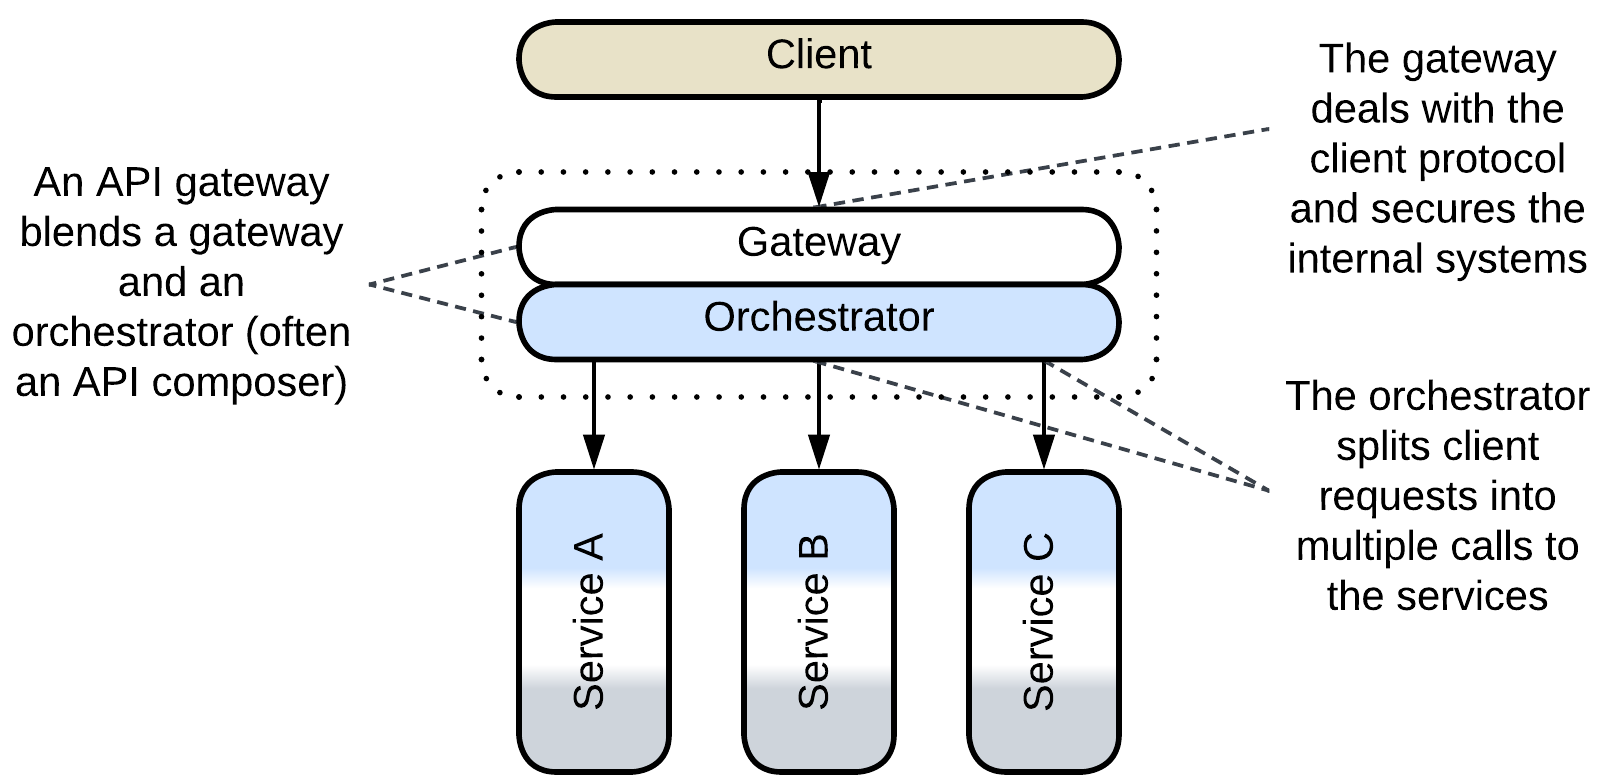 Client
The gateway
deals with the
client protocol
and secures the
internal systems
An API gateway
blends a gateway
and an
orchestrator (often
an API composer)
Gateway
Orchestrator
The orchestrator
splits client
requests into
multiple calls to
the services
Service A
Service B
Service C